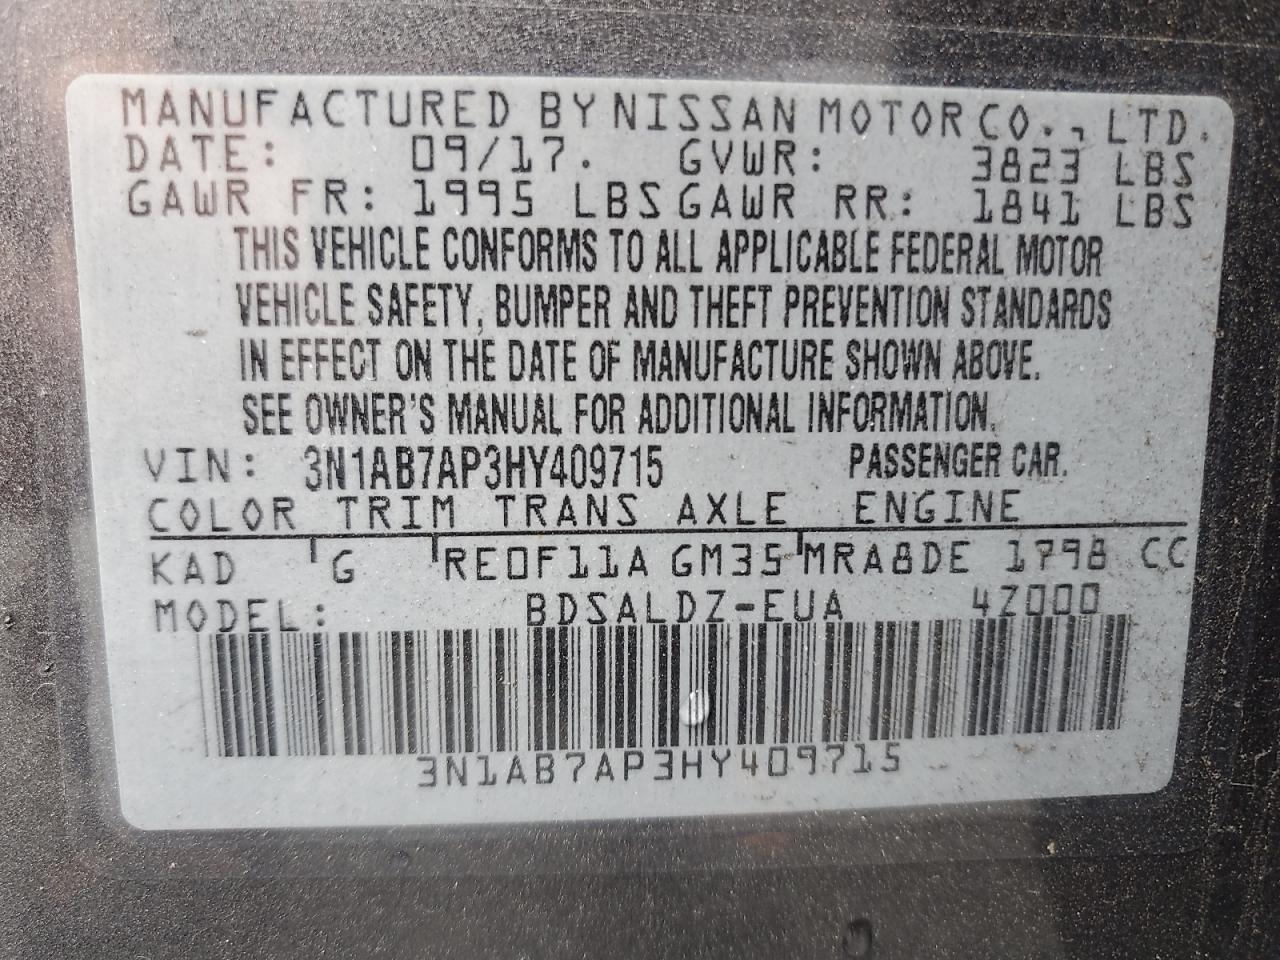 MANUFACTURED BY NISSAN MOTOR CO., LTD.
DATE: 09/17. GVWR: 3823 LBS
GAWR FR: 1995 LBS GAWR RR: 1841 LBS
THIS VEHICLE CONFORMS TO ALL APPLICABLE FEDERAL MOTOR
VEHICLE SAFETY, BUMPER AND THEFT PREVENTION STANDARDS
IN EFFECT ON THE DATE OF MANUFACTURE SHOWN ABOVE.
SEE OWNER'S MANUAL FOR ADDITIONAL INFORMATION.
VIN: 3N1AB7AP3HY409715 PASSENGER CAR.
COLOR TRIM TRANS AXLE ENGINE
KAD G RE0F11A GM35 MRA8DE 1798 CC
MODEL: BDSALDZ-EUA 4Z000
3N1AB7AP3HY409715